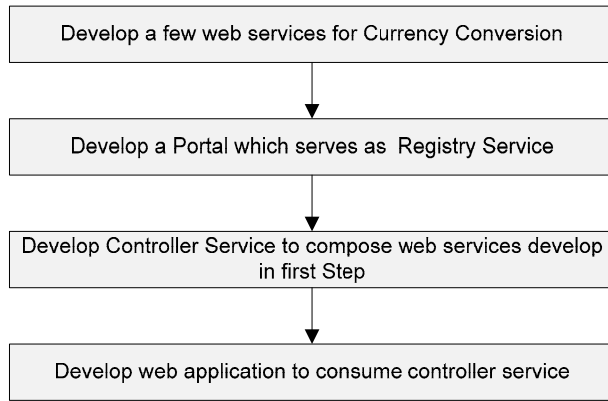 Develop a few web services for Currency Conversion
Develop a Portal which serves as Registry Service
Develop Controller Service to compose web services develop
in first Step
Develop web application to consume controller service